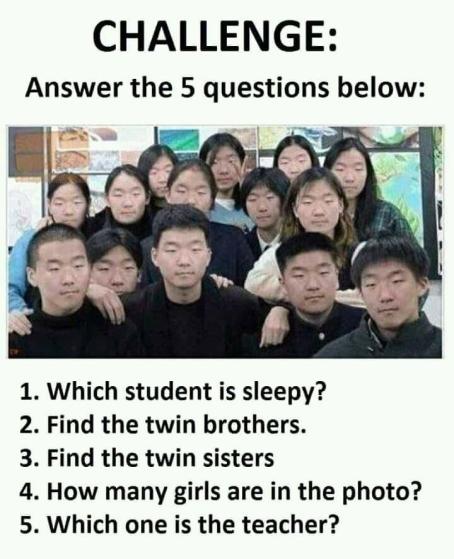 CHALLENGE:
Answer the 5 questions below:
1. Which student is sleepy?
2. Find the twin brothers.
3. Find the twin sisters
4. How many girls are in the photo?
5. Which one is the teacher?